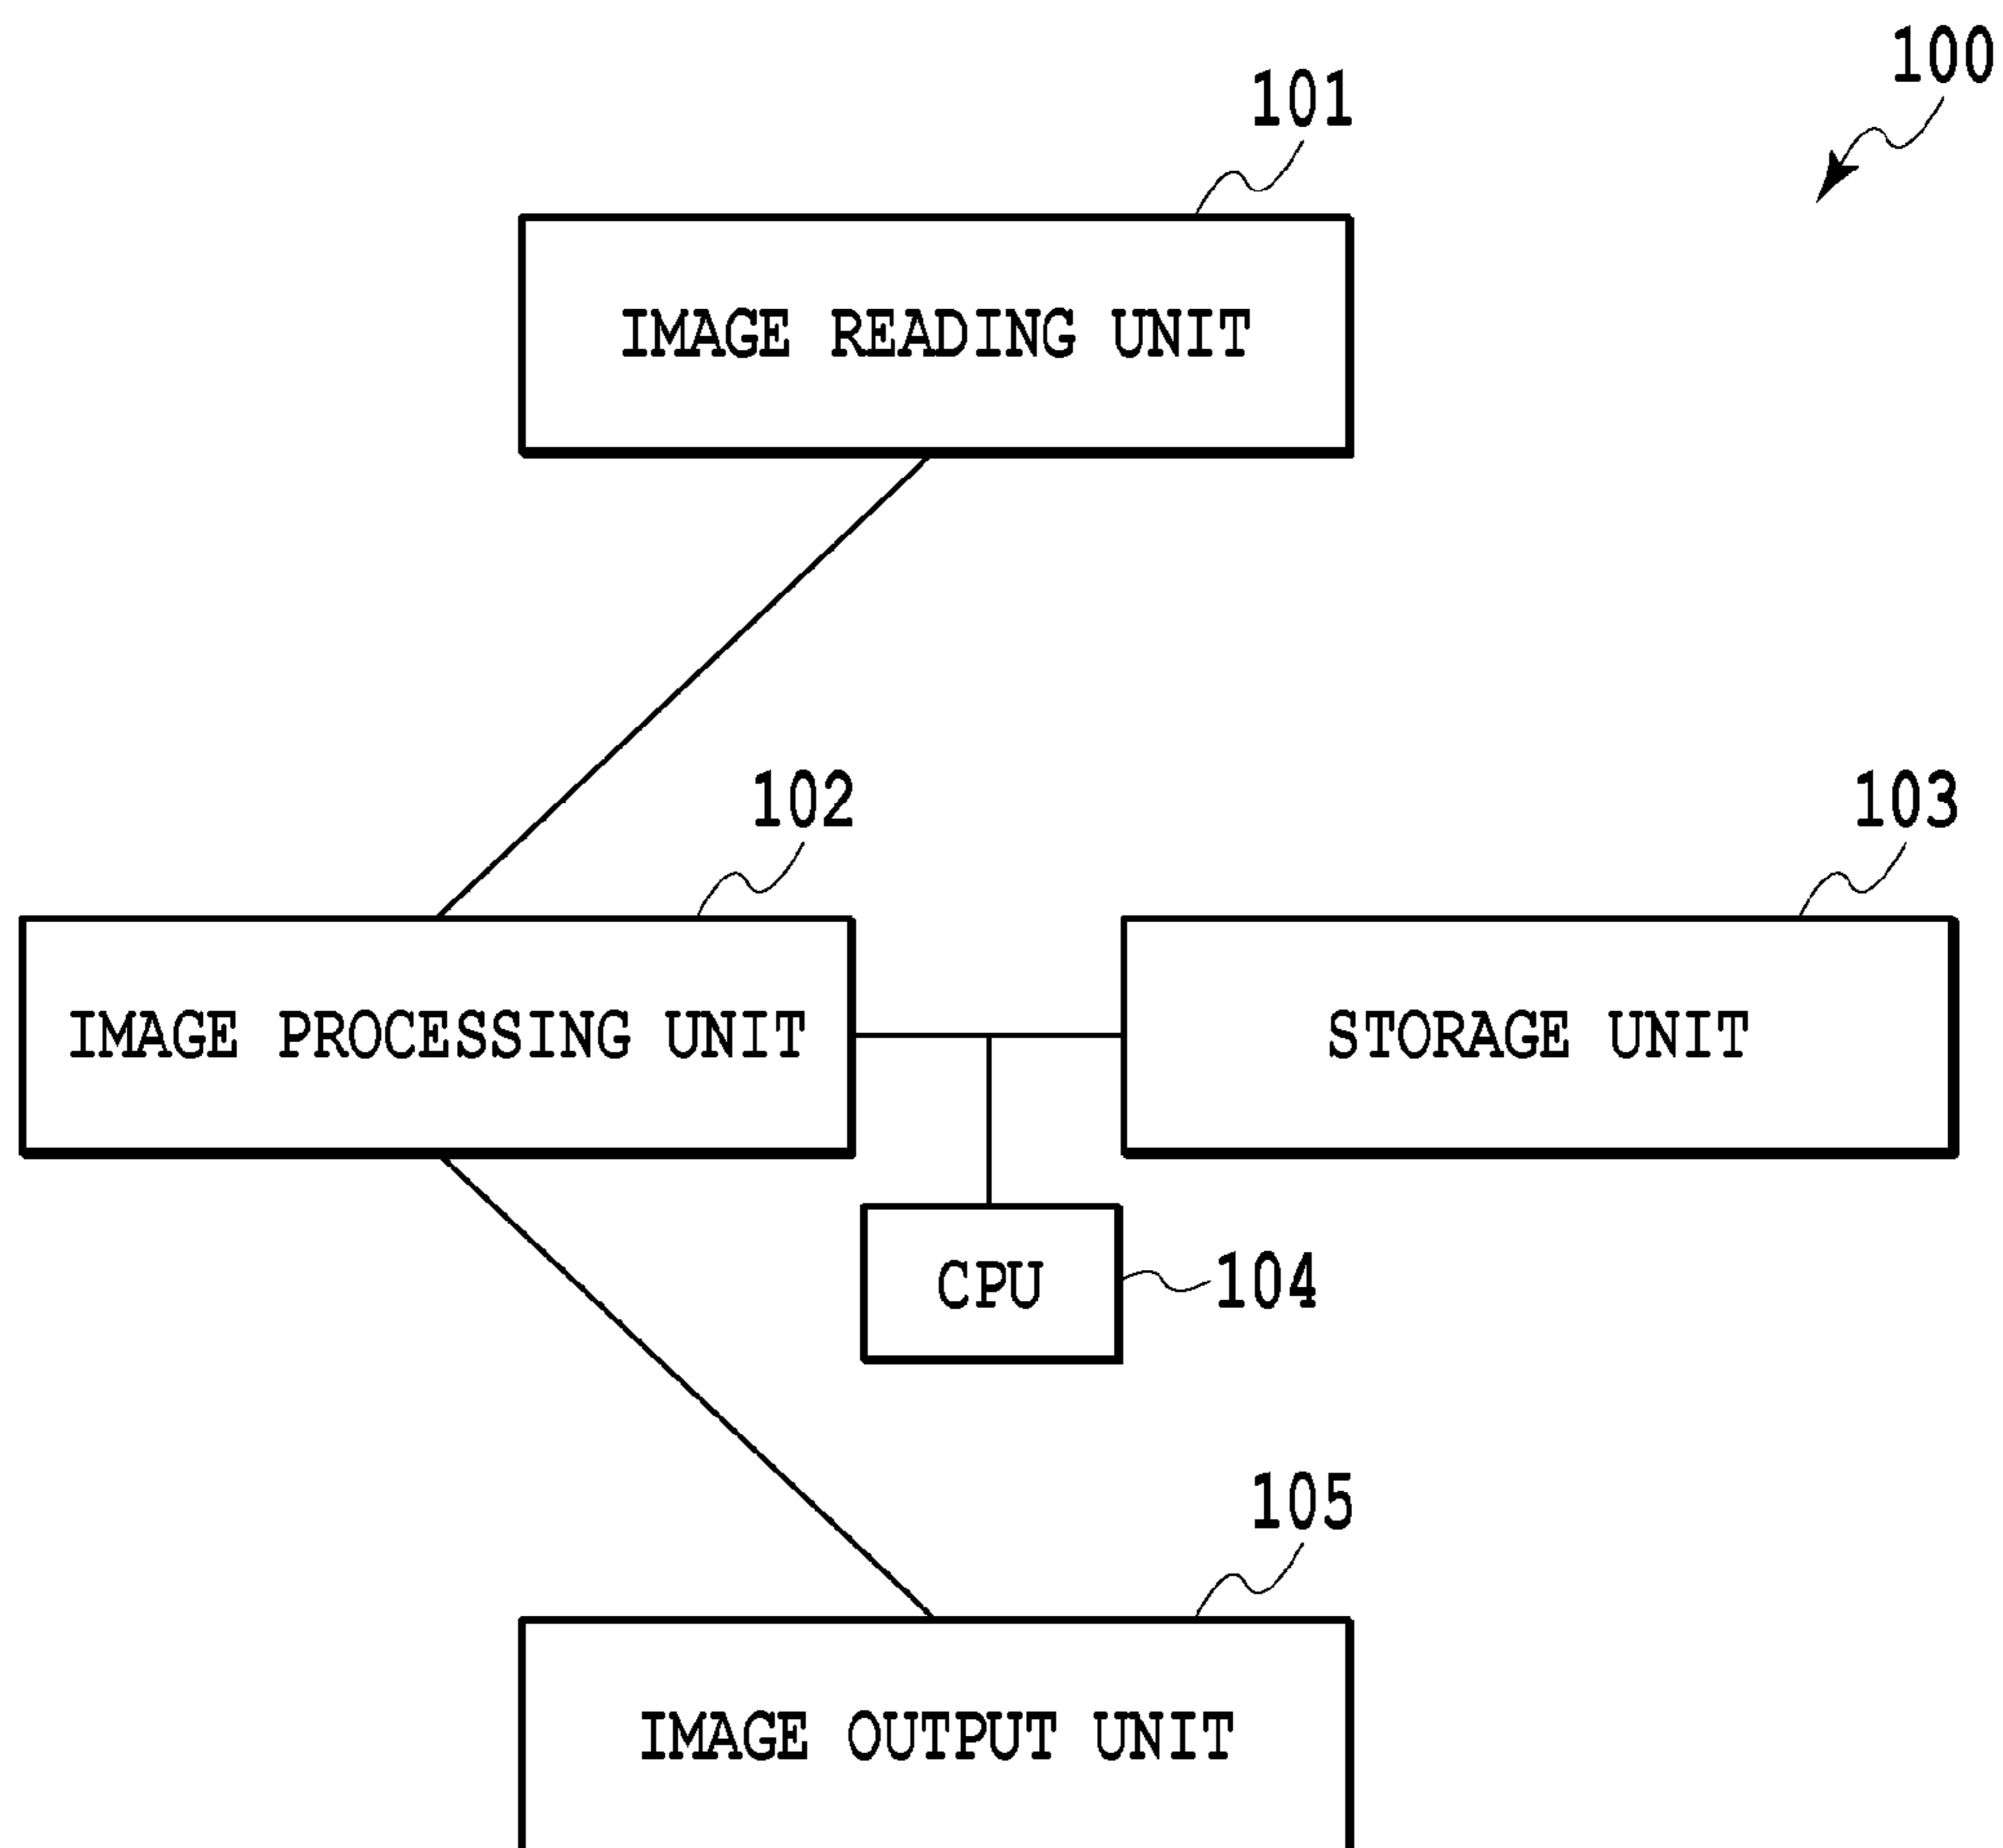 100
101
IMAGE READING UNIT
102
103
IMAGE PROCESSING UNIT
STORAGE UNIT
CPU
104
105
IMAGE OUTPUT UNIT